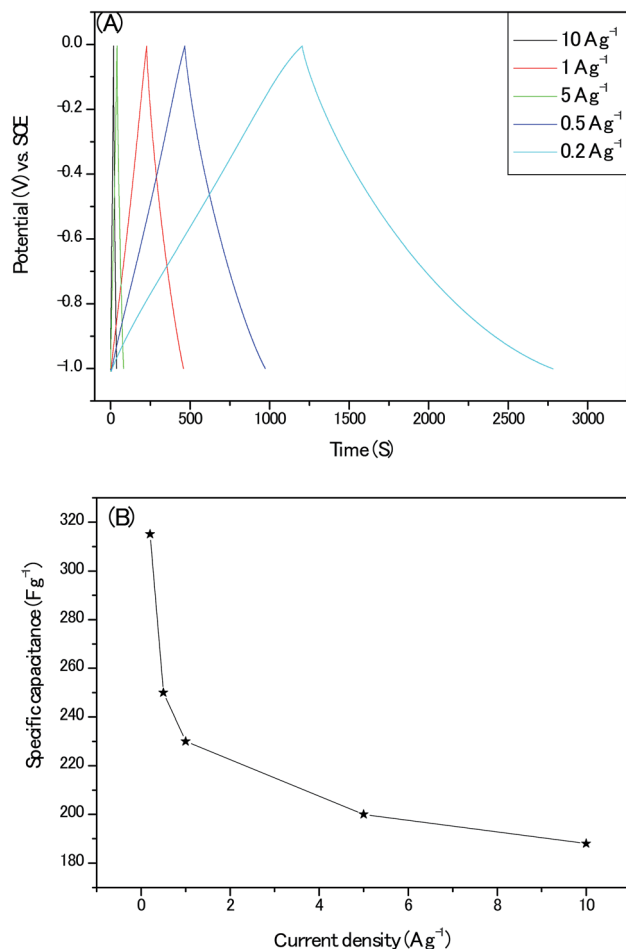 (A)
10 Ag⁻¹
1 Ag⁻¹
5 Ag⁻¹
0.5 Ag⁻¹
0.2 Ag⁻¹
0.0
-0.2
-0.4
-0.6
-0.8
-1.0
Potential (V) vs. SCE
0 500 1000 1500 2000 2500 3000
Time (S)
(B)
320
300
280
260
240
220
200
180
Specific capacitance (F g⁻¹)
0 2 4 6 8 10
Current density (A g⁻¹)